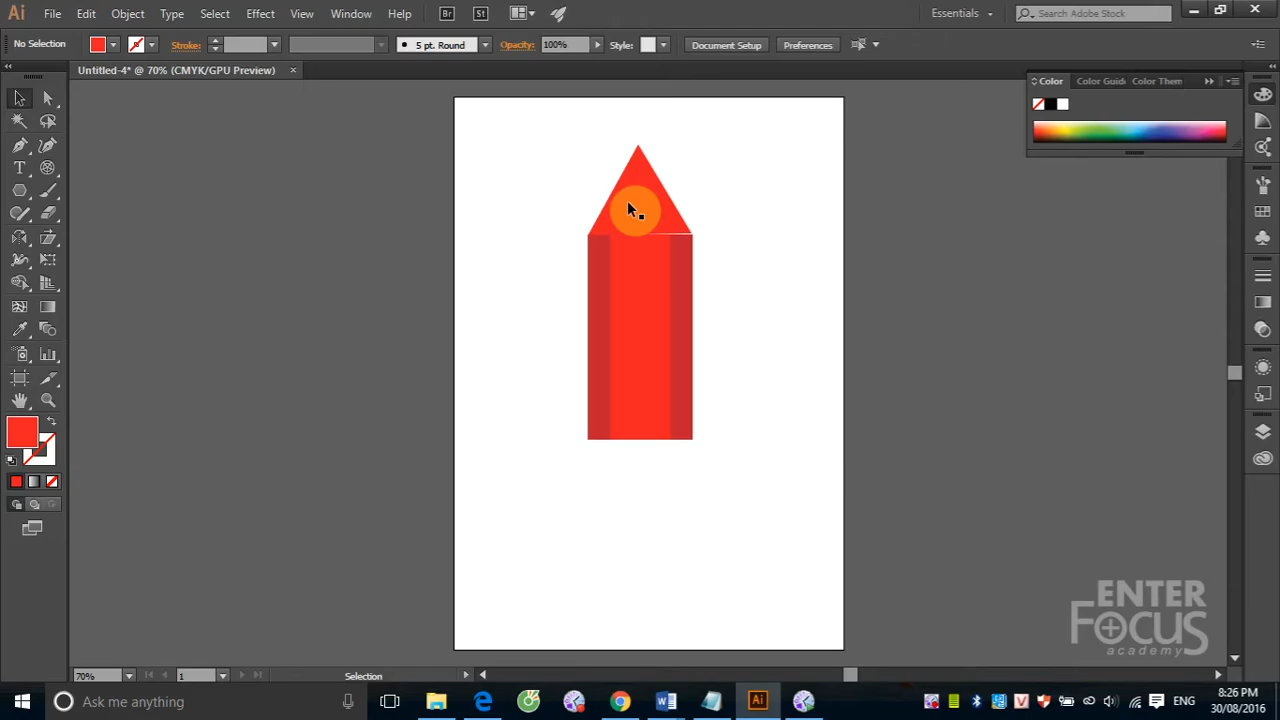 Ai File Edit Object Type Select Effect View Window Help Br St Essentials Search Adobe Stock
No Selection Stroke: 5 pt. Round Opacity: 100% Style: Document Setup Preferences
Untitled-4* @ 70% (CMYK/GPU Preview)
Color Color Guide Color Them
ENTER
FOCUS
academy
70% 1 Selection
Ask me anything Ai ENG 8:26 PM
30/08/2016